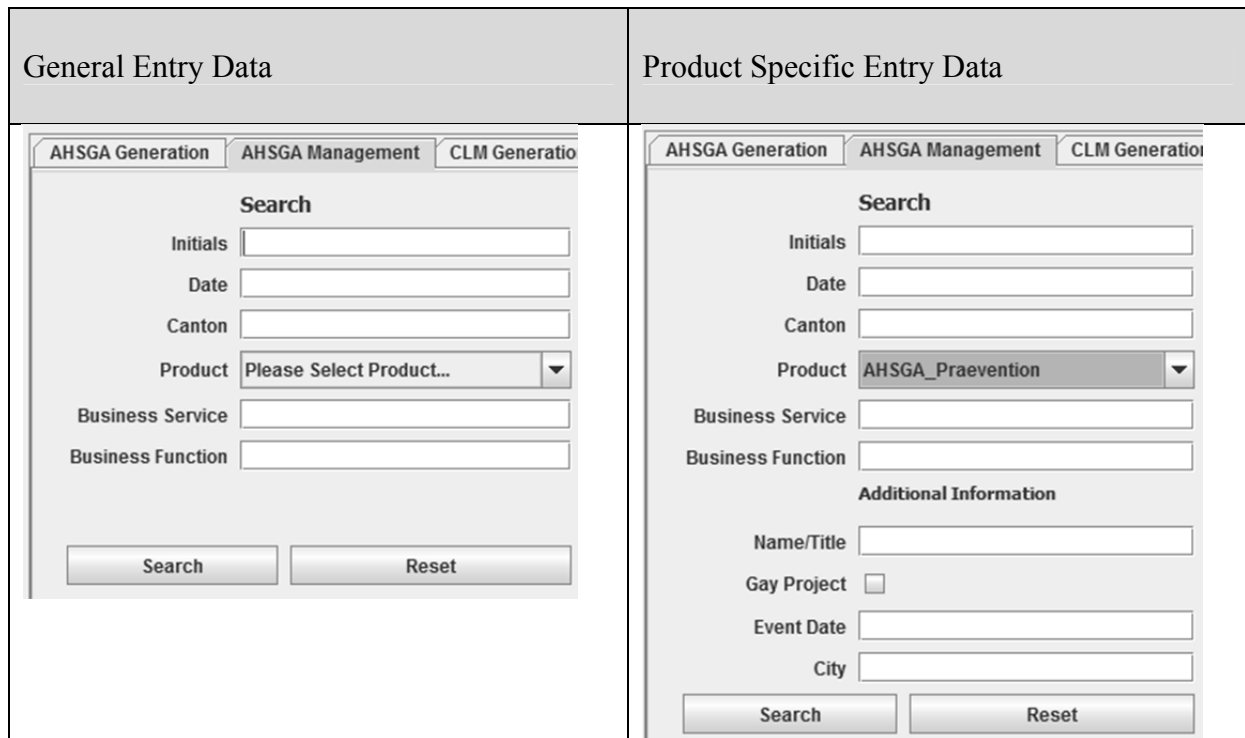 General Entry Data
AHSGA Generation AHSGA Management CLM Generatio
Search
Initials
Date
Canton
Product Please Select Product...
Business Service
Business Function
Search Reset
Product Specific Entry Data
AHSGA Generation AHSGA Management CLM Generation
Search
Initials
Date
Canton
Product AHSGA_Praevention
Business Service
Business Function
Additional Information
Name/Title
Gay Project
Event Date
City
Search Reset